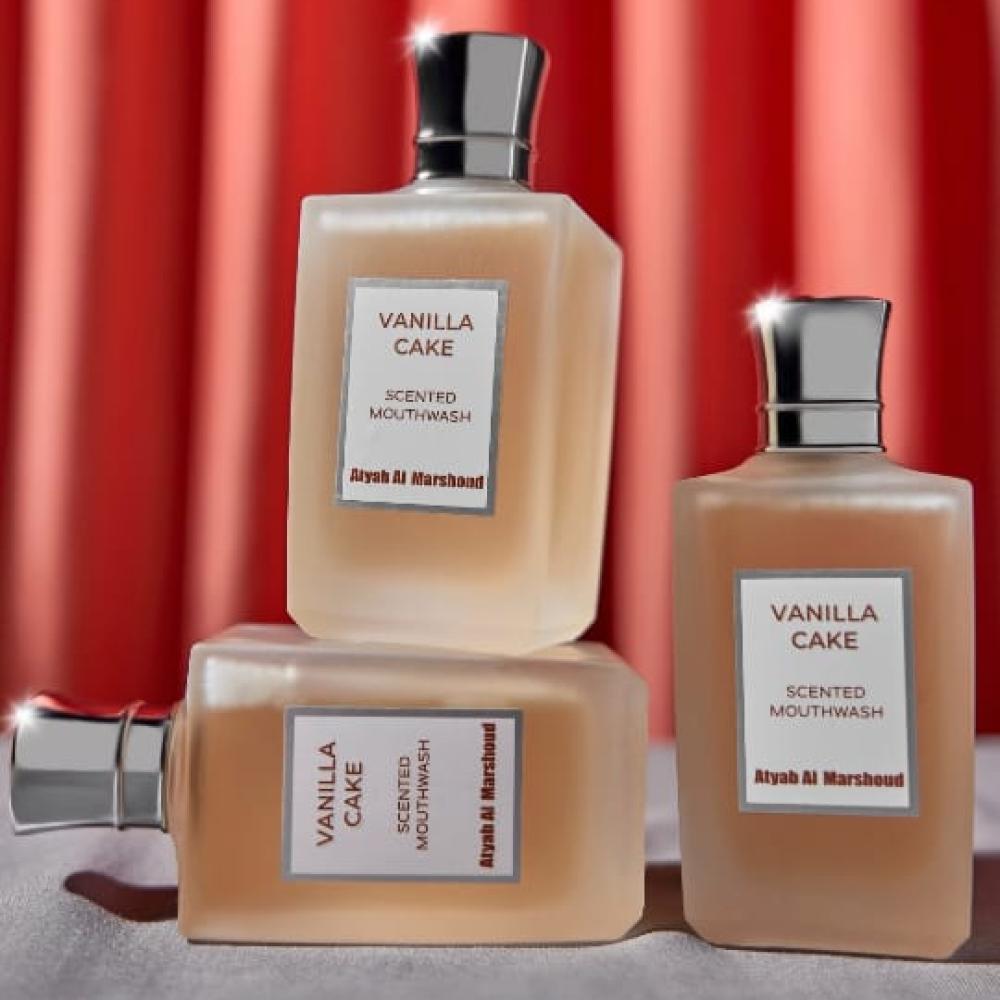 VANILLA
CAKE
SCENTED
MOUTHWASH
Atyab Al Marshoud
VANILLA
CAKE
SCENTED
MOUTHWASH
Atyab Al Marshoud
VANILLA
CAKE
SCENTED
MOUTHWASH
Atyab Al Marshoud